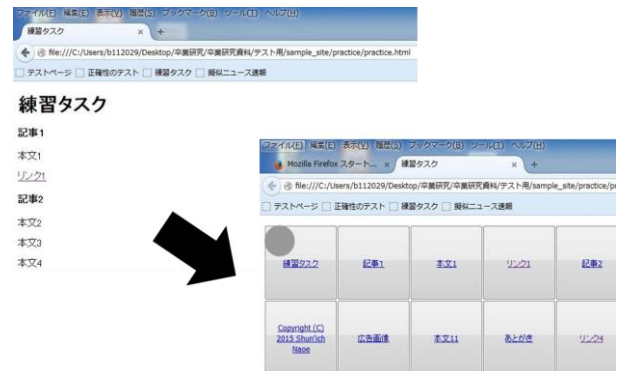 ファイル(F) 編集(E) 表示(V) 履歴(S) ブックマーク(B) ツール(T) ヘルプ(H)
練習タスク × +
file:///C:/Users/b112029/Desktop/卒業研究/卒業研究資料/テスト用/sample_site/practice/practice.html
テストページ 正確性のテスト 練習タスク 擬似ニュース速報
練習タスク
記事1
本文1
リンク1
記事2
本文2
本文3
本文4
ファイル(F) 編集(E) 表示(V) 履歴(S) ブックマーク(B) ツール(T) ヘルプ(H)
Mozilla Firefox スタート... × 練習タスク × +
file:///C:/Users/b112029/Desktop/卒業研究/卒業研究資料/テスト用/sample_site/practice/pr
テストページ 正確性のテスト 練習タスク 擬似ニュース速報
練習タスク 記事1 本文1 リンク1 記事2
Copyright (C)
2015 Shun'ich
Naoe
広告画像 本文11 あとがき リンク4